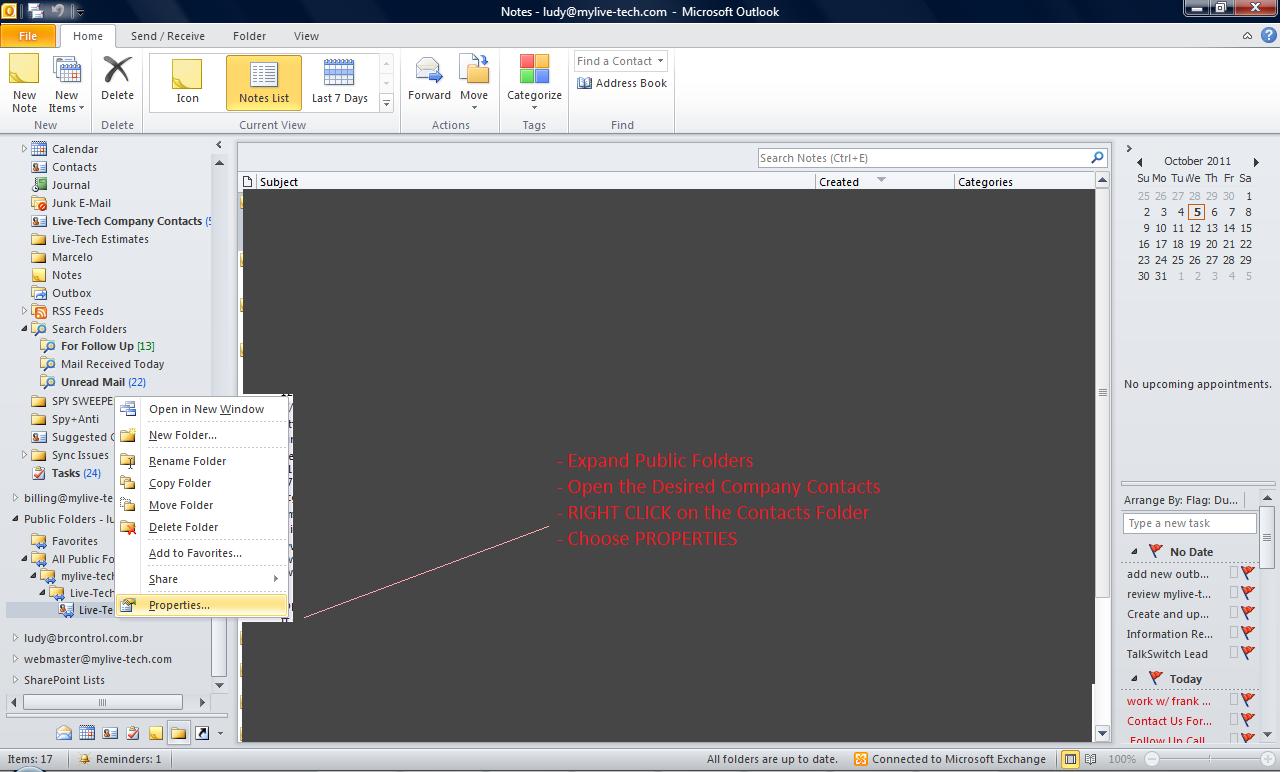 Notes - ludy@mylive-tech.com - Microsoft Outlook
File Home Send / Receive Folder View
New Note
New Items
Delete
Icon
Notes List
Last 7 Days
Forward
Move
Categorize
Find a Contact
Address Book
New Delete Current View Actions Tags Find
Calendar
Contacts
Journal
Junk E-Mail
Live-Tech Company Contacts (5
Live-Tech Estimates
Marcelo
Notes
Outbox
RSS Feeds
Search Folders
For Follow Up [13]
Mail Received Today
Unread Mail (22)
SPY SWEEPE
Spy+Anti
Suggested C
Sync Issues
Tasks (24)
billing@mylive-te
Public Folders - lu
Favorites
All Public Fo
mylive-tech
Live-Tech
Live-Te
ludy@brcontrol.com.br
webmaster@mylive-tech.com
SharePoint Lists
Open in New Window
New Folder...
Rename Folder
Copy Folder
Move Folder
Delete Folder
Add to Favorites...
Share
Properties...
Search Notes (Ctrl+E)
Subject Created Categories
- Expand Public Folders
- Open the Desired Company Contacts
- RIGHT CLICK on the Contacts Folder
- Choose PROPERTIES
October 2011
Su Mo Tu We Th Fr Sa
25 26 27 28 29 30 1
2 3 4 5 6 7 8
9 10 11 12 13 14 15
16 17 18 19 20 21 22
23 24 25 26 27 28 29
30 31 1 2 3 4 5
No upcoming appointments.
Arrange By: Flag: Du...
Type a new task
No Date
add new outb...
review mylive-t...
Create and up...
Information Re...
TalkSwitch Lead
Today
work w/ frank ...
Contact Us For...
Follow Up Call
Items: 17 Reminders: 1 All folders are up to date. Connected to Microsoft Exchange 100%